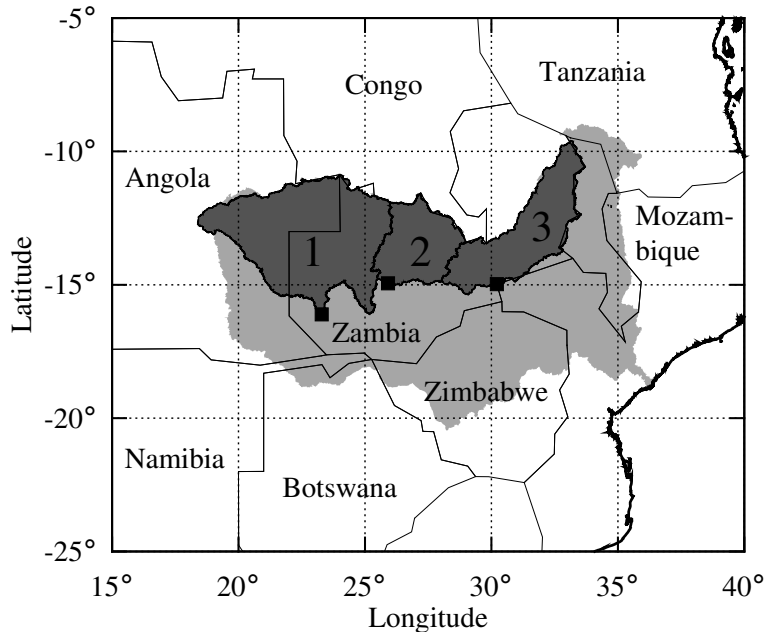 -5°
Tanzania
Congo
-10°
Angola
Mozam-
bique
1
2
3
Latitude
-15°
Zambia
Zimbabwe
-20°
Namibia
Botswana
-25°
15° 20° 25° 30° 35° 40°
Longitude